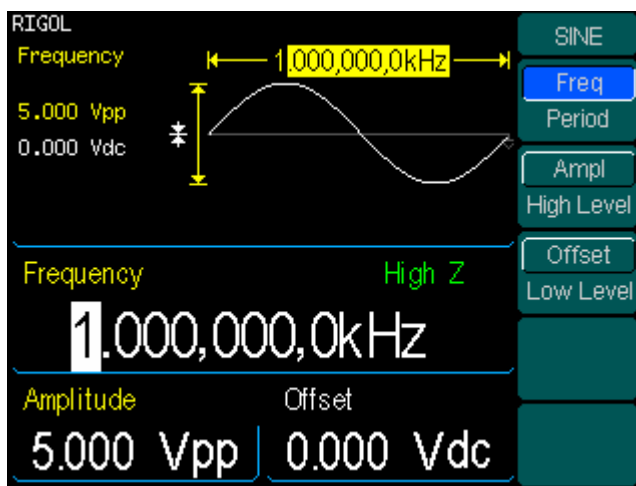 RIGOL
Frequency
1.000,000,0kHz
5.000 Vpp
0.000 Vdc
SINE
Freq
Period
Ampl
High Level
Offset
Low Level
Frequency
High Z
1.000,000,0kHz
Amplitude
Offset
5.000 Vpp
0.000 Vdc